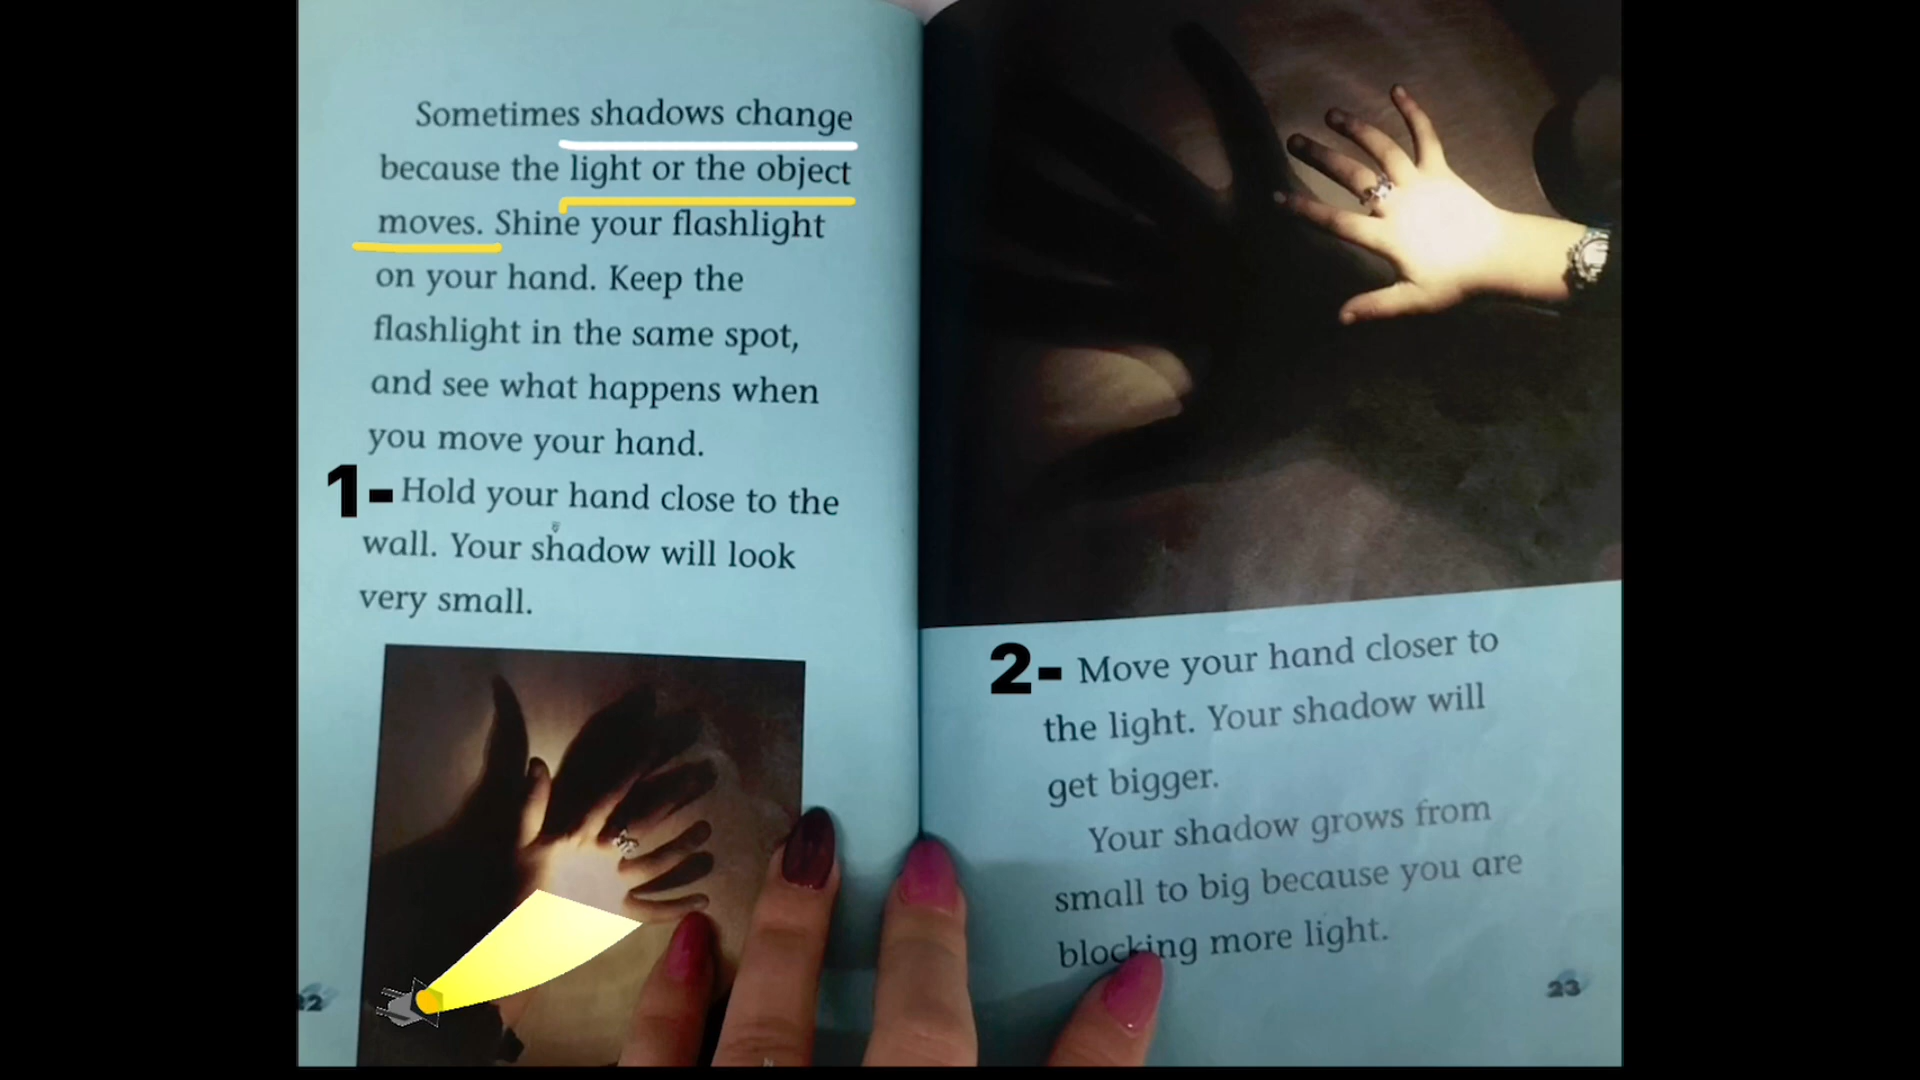 Sometimes shadows change
because the light or the object
moves. Shine your flashlight
on your hand. Keep the
flashlight in the same spot,
and see what happens when
you move your hand.
1- Hold your hand close to the
wall. Your shadow will look
very small.
2- Move your hand closer to
the light. Your shadow will
get bigger.
Your shadow grows from
small to big because you are
blocking more light.
23